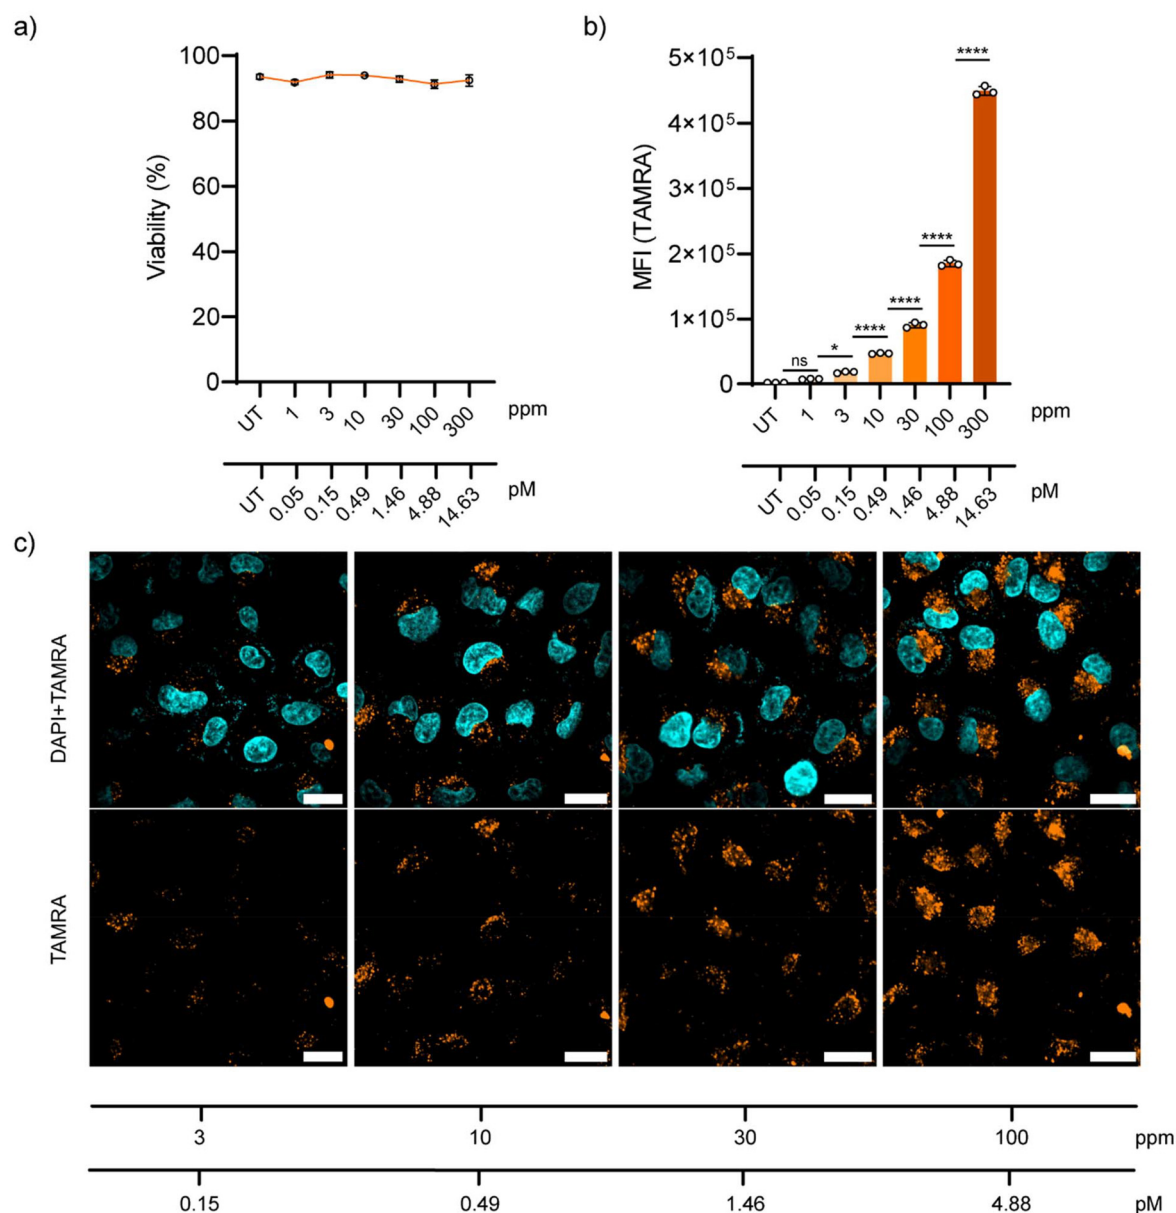 a)
100
80
60
40
20
0
Viability (%)
UT 1 3 10 30 100 300 ppm
UT 0.05 0.15 0.49 1.46 4.88 14.63 pM
b)
5×10⁵
4×10⁵
3×10⁵
2×10⁵
1×10⁵
0
MFI (TAMRA)
ns * **** **** **** ****
UT 1 3 10 30 100 300 ppm
UT 0.05 0.15 0.49 1.46 4.88 14.63 pM
c)
DAPI+TAMRA
TAMRA
3 10 30 100 ppm
0.15 0.49 1.46 4.88 pM